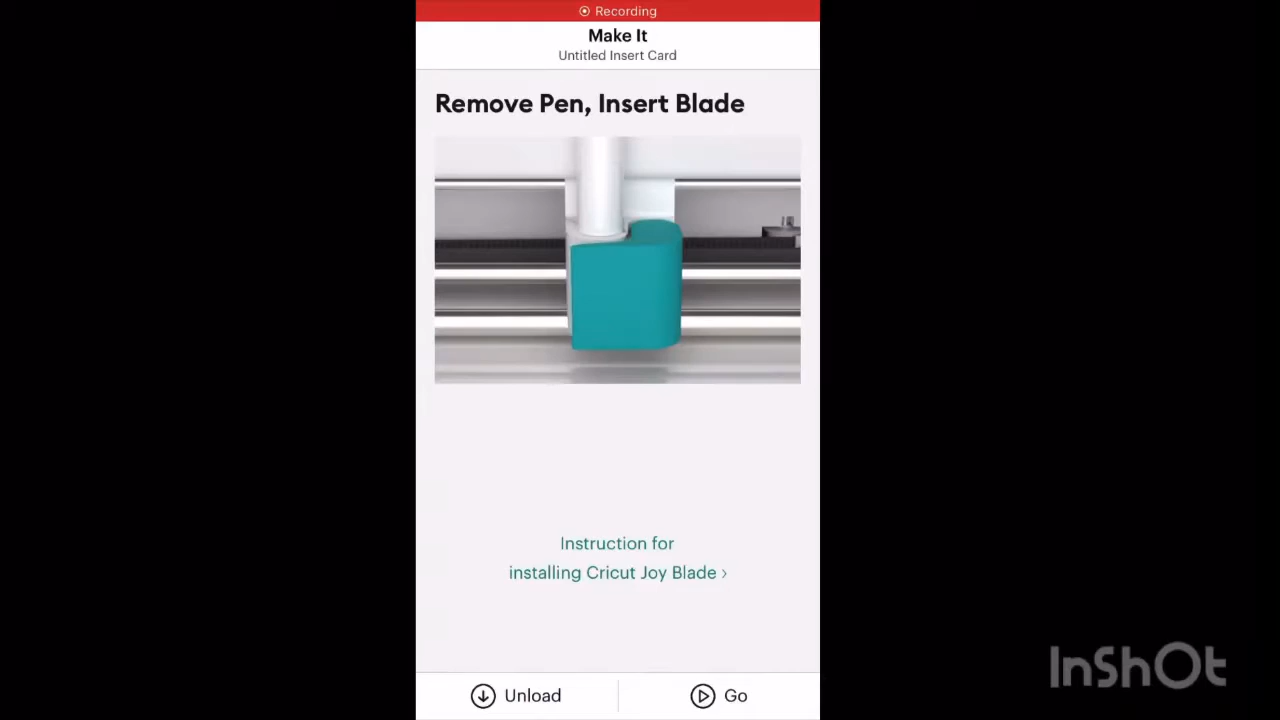 Recording
Make It
Untitled Insert Card
Remove Pen, Insert Blade
Instruction for
installing Cricut Joy Blade ›
Unload
Go
InShOt